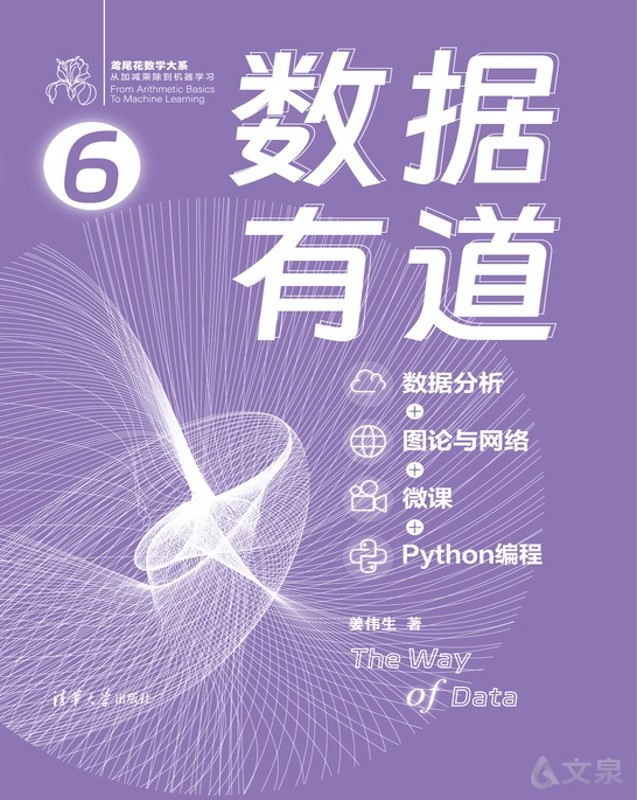 鸢尾花数学大系
从加减乘除到机器学习
From Arithmetic Basics
To Machine Learning
6
数据
有道
数据分析
+
图论与网络
+
微课
+
Python编程
姜伟生 著
The Way
of Data
清华大学出版社
文泉